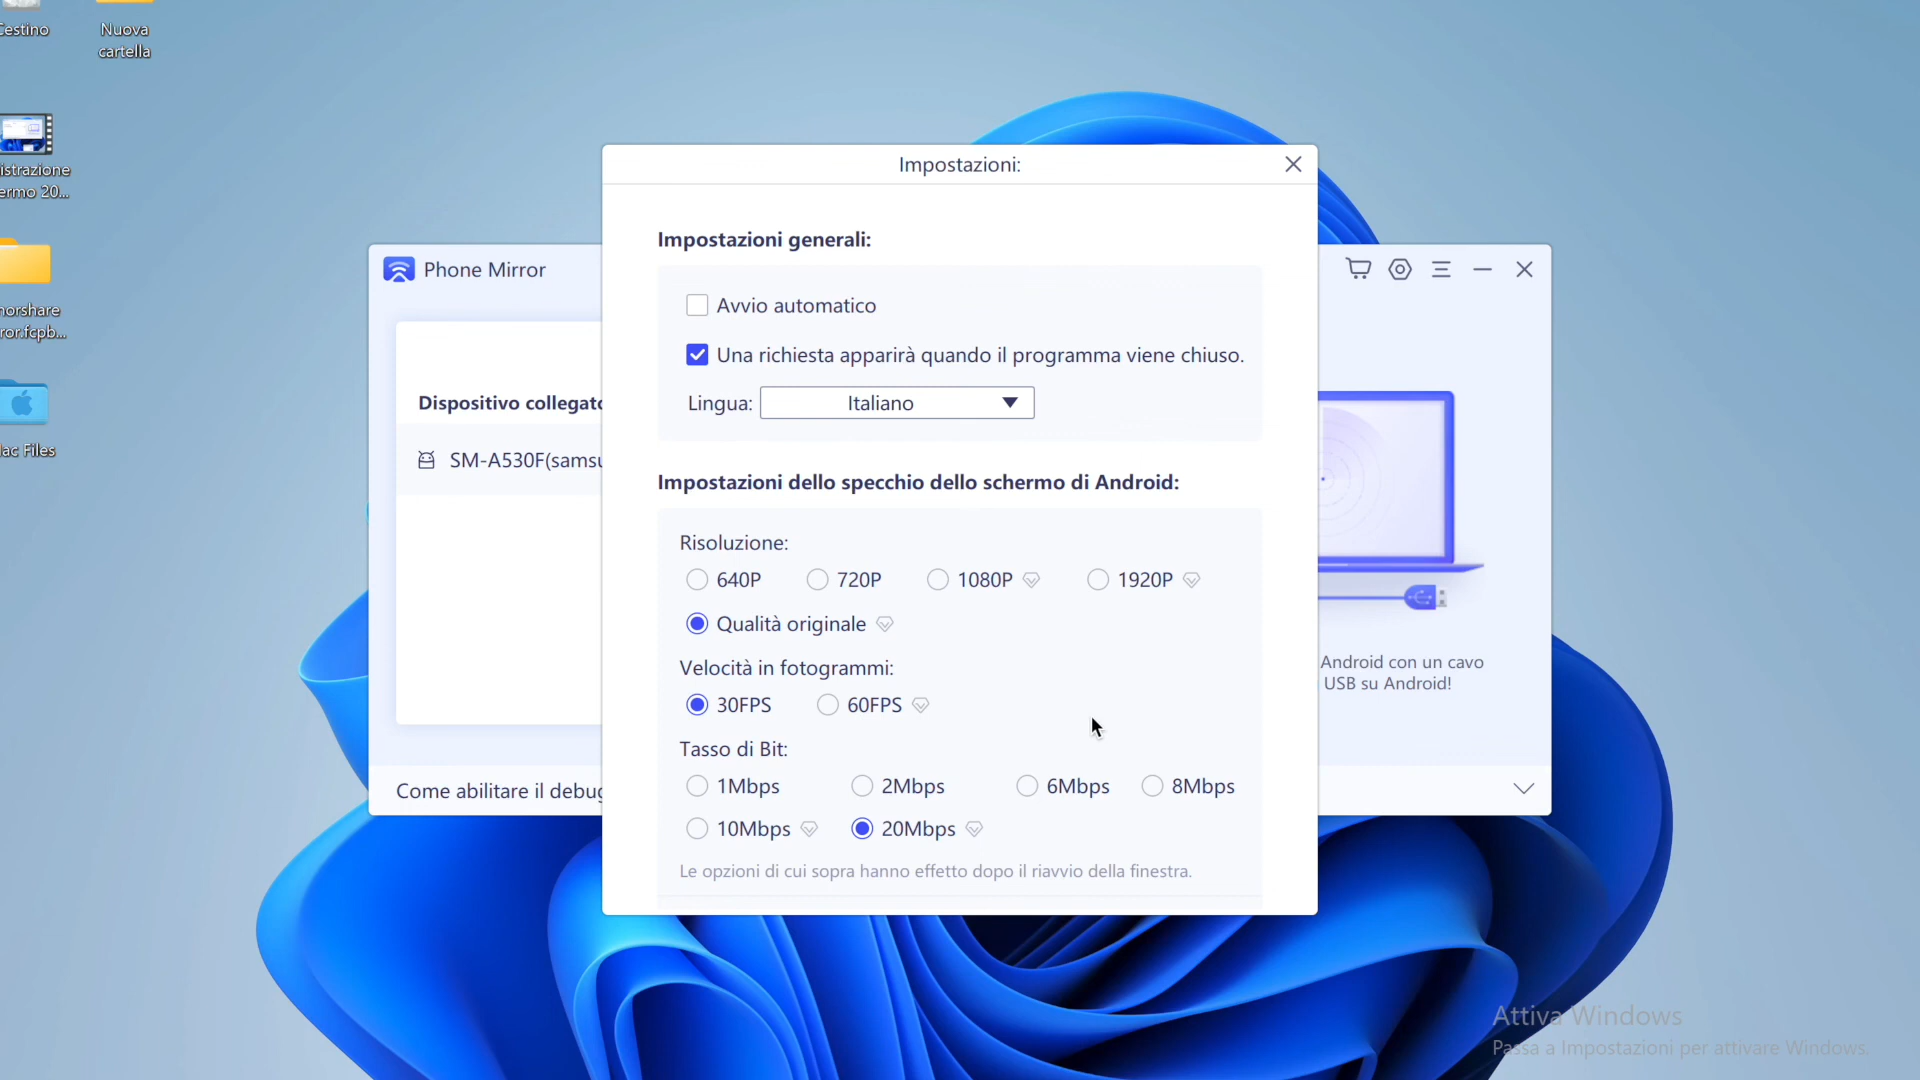 Cestino
Nuova
cartella
istrazione
ermo 20...
norshare
ror.fcpb...
ac Files
Impostazioni:
Phone Mirror
Impostazioni generali:
Avvio automatico
Una richiesta apparirà quando il programma viene chiuso.
Lingua: Italiano
Dispositivo collegato
SM-A530F(samsu
Impostazioni dello specchio dello schermo di Android:
Risoluzione:
640P 720P 1080P 1920P
Qualità originale
Velocità in fotogrammi:
30FPS 60FPS
Android con un cavo
USB su Android!
Tasso di Bit:
1Mbps 2Mbps 6Mbps 8Mbps
10Mbps 20Mbps
Le opzioni di cui sopra hanno effetto dopo il riavvio della finestra.
Come abilitare il debug
Attiva Windows
Passa a Impostazioni per attivare Windows.